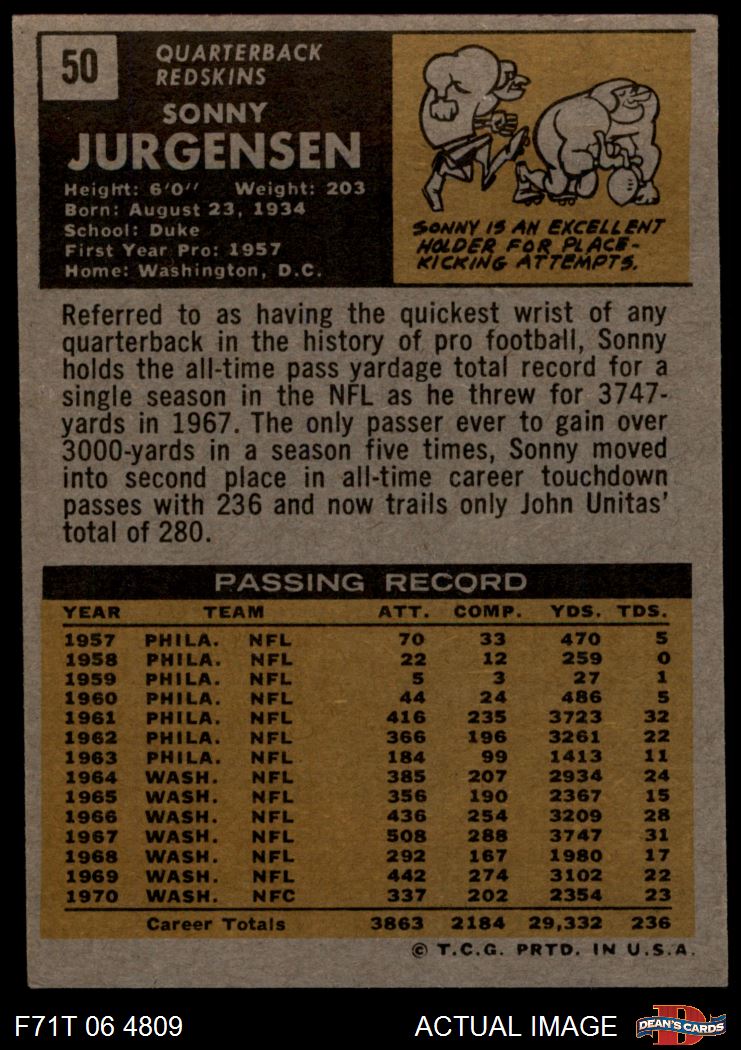 50
QUARTERBACK
REDSKINS
SONNY
JURGENSEN
Height: 6'0" Weight: 203
Born: August 23, 1934
School: Duke
First Year Pro: 1957
Home: Washington, D.C.
SONNY IS AN EXCELLENT
HOLDER FOR PLACE-
KICKING ATTEMPTS.
Referred to as having the quickest wrist of any
quarterback in the history of pro football, Sonny
holds the all-time pass yardage total record for a
single season in the NFL as he threw for 3747-
yards in 1967. The only passer ever to gain over
3000-yards in a season five times, Sonny moved
into second place in all-time career touchdown
passes with 236 and now trails only John Unitas'
total of 280.
PASSING RECORD
YEAR TEAM ATT. COMP. YDS. TDS.
1957 PHILA. NFL 70 33 470 5
1958 PHILA. NFL 22 12 259 0
1959 PHILA. NFL 5 3 27 1
1960 PHILA. NFL 44 24 486 5
1961 PHILA. NFL 416 235 3723 32
1962 PHILA. NFL 366 196 3261 22
1963 PHILA. NFL 184 99 1413 11
1964 WASH. NFL 385 207 2934 24
1965 WASH. NFL 356 190 2367 15
1966 WASH. NFL 436 254 3209 28
1967 WASH. NFL 508 288 3747 31
1968 WASH. NFL 292 167 1980 17
1969 WASH. NFL 442 274 3102 22
1970 WASH. NFC 337 202 2354 23
Career Totals 3863 2184 29,332 236
© T.C.G. PRTD. IN U.S.A.
F71T 06 4809
ACTUAL IMAGE
D
DEAN'S CARDS